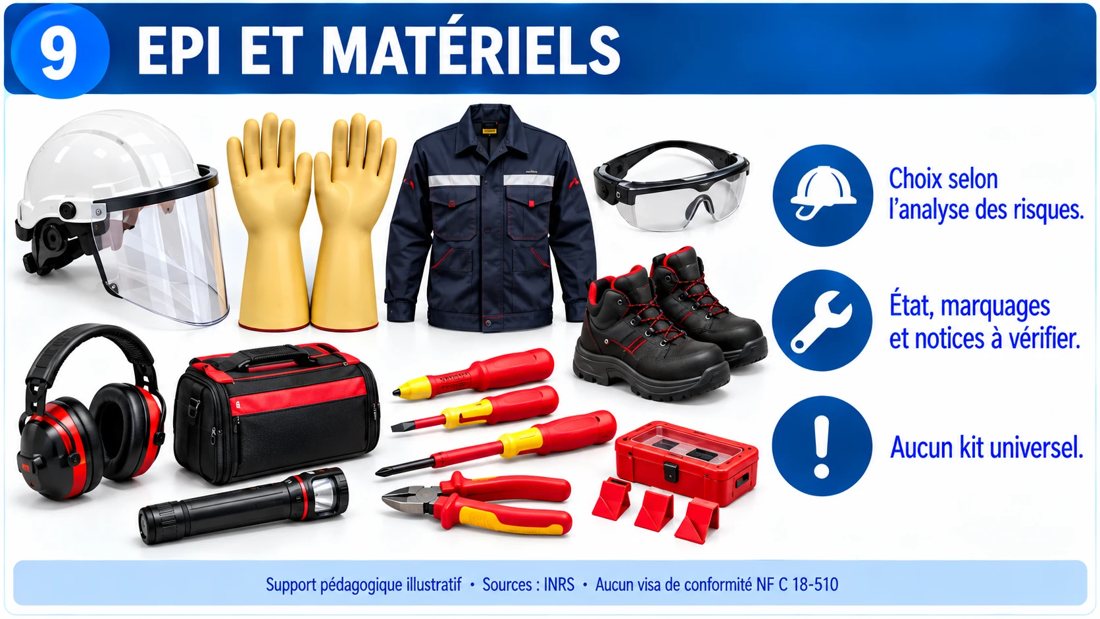 9
EPI ET MATÉRIELS
Choix selon
l'analyse des risques.
État, marquages
et notices à vérifier.
Aucun kit universel.
Support pédagogique illustratif • Sources : INRS • Aucun visa de conformité NF C 18-510